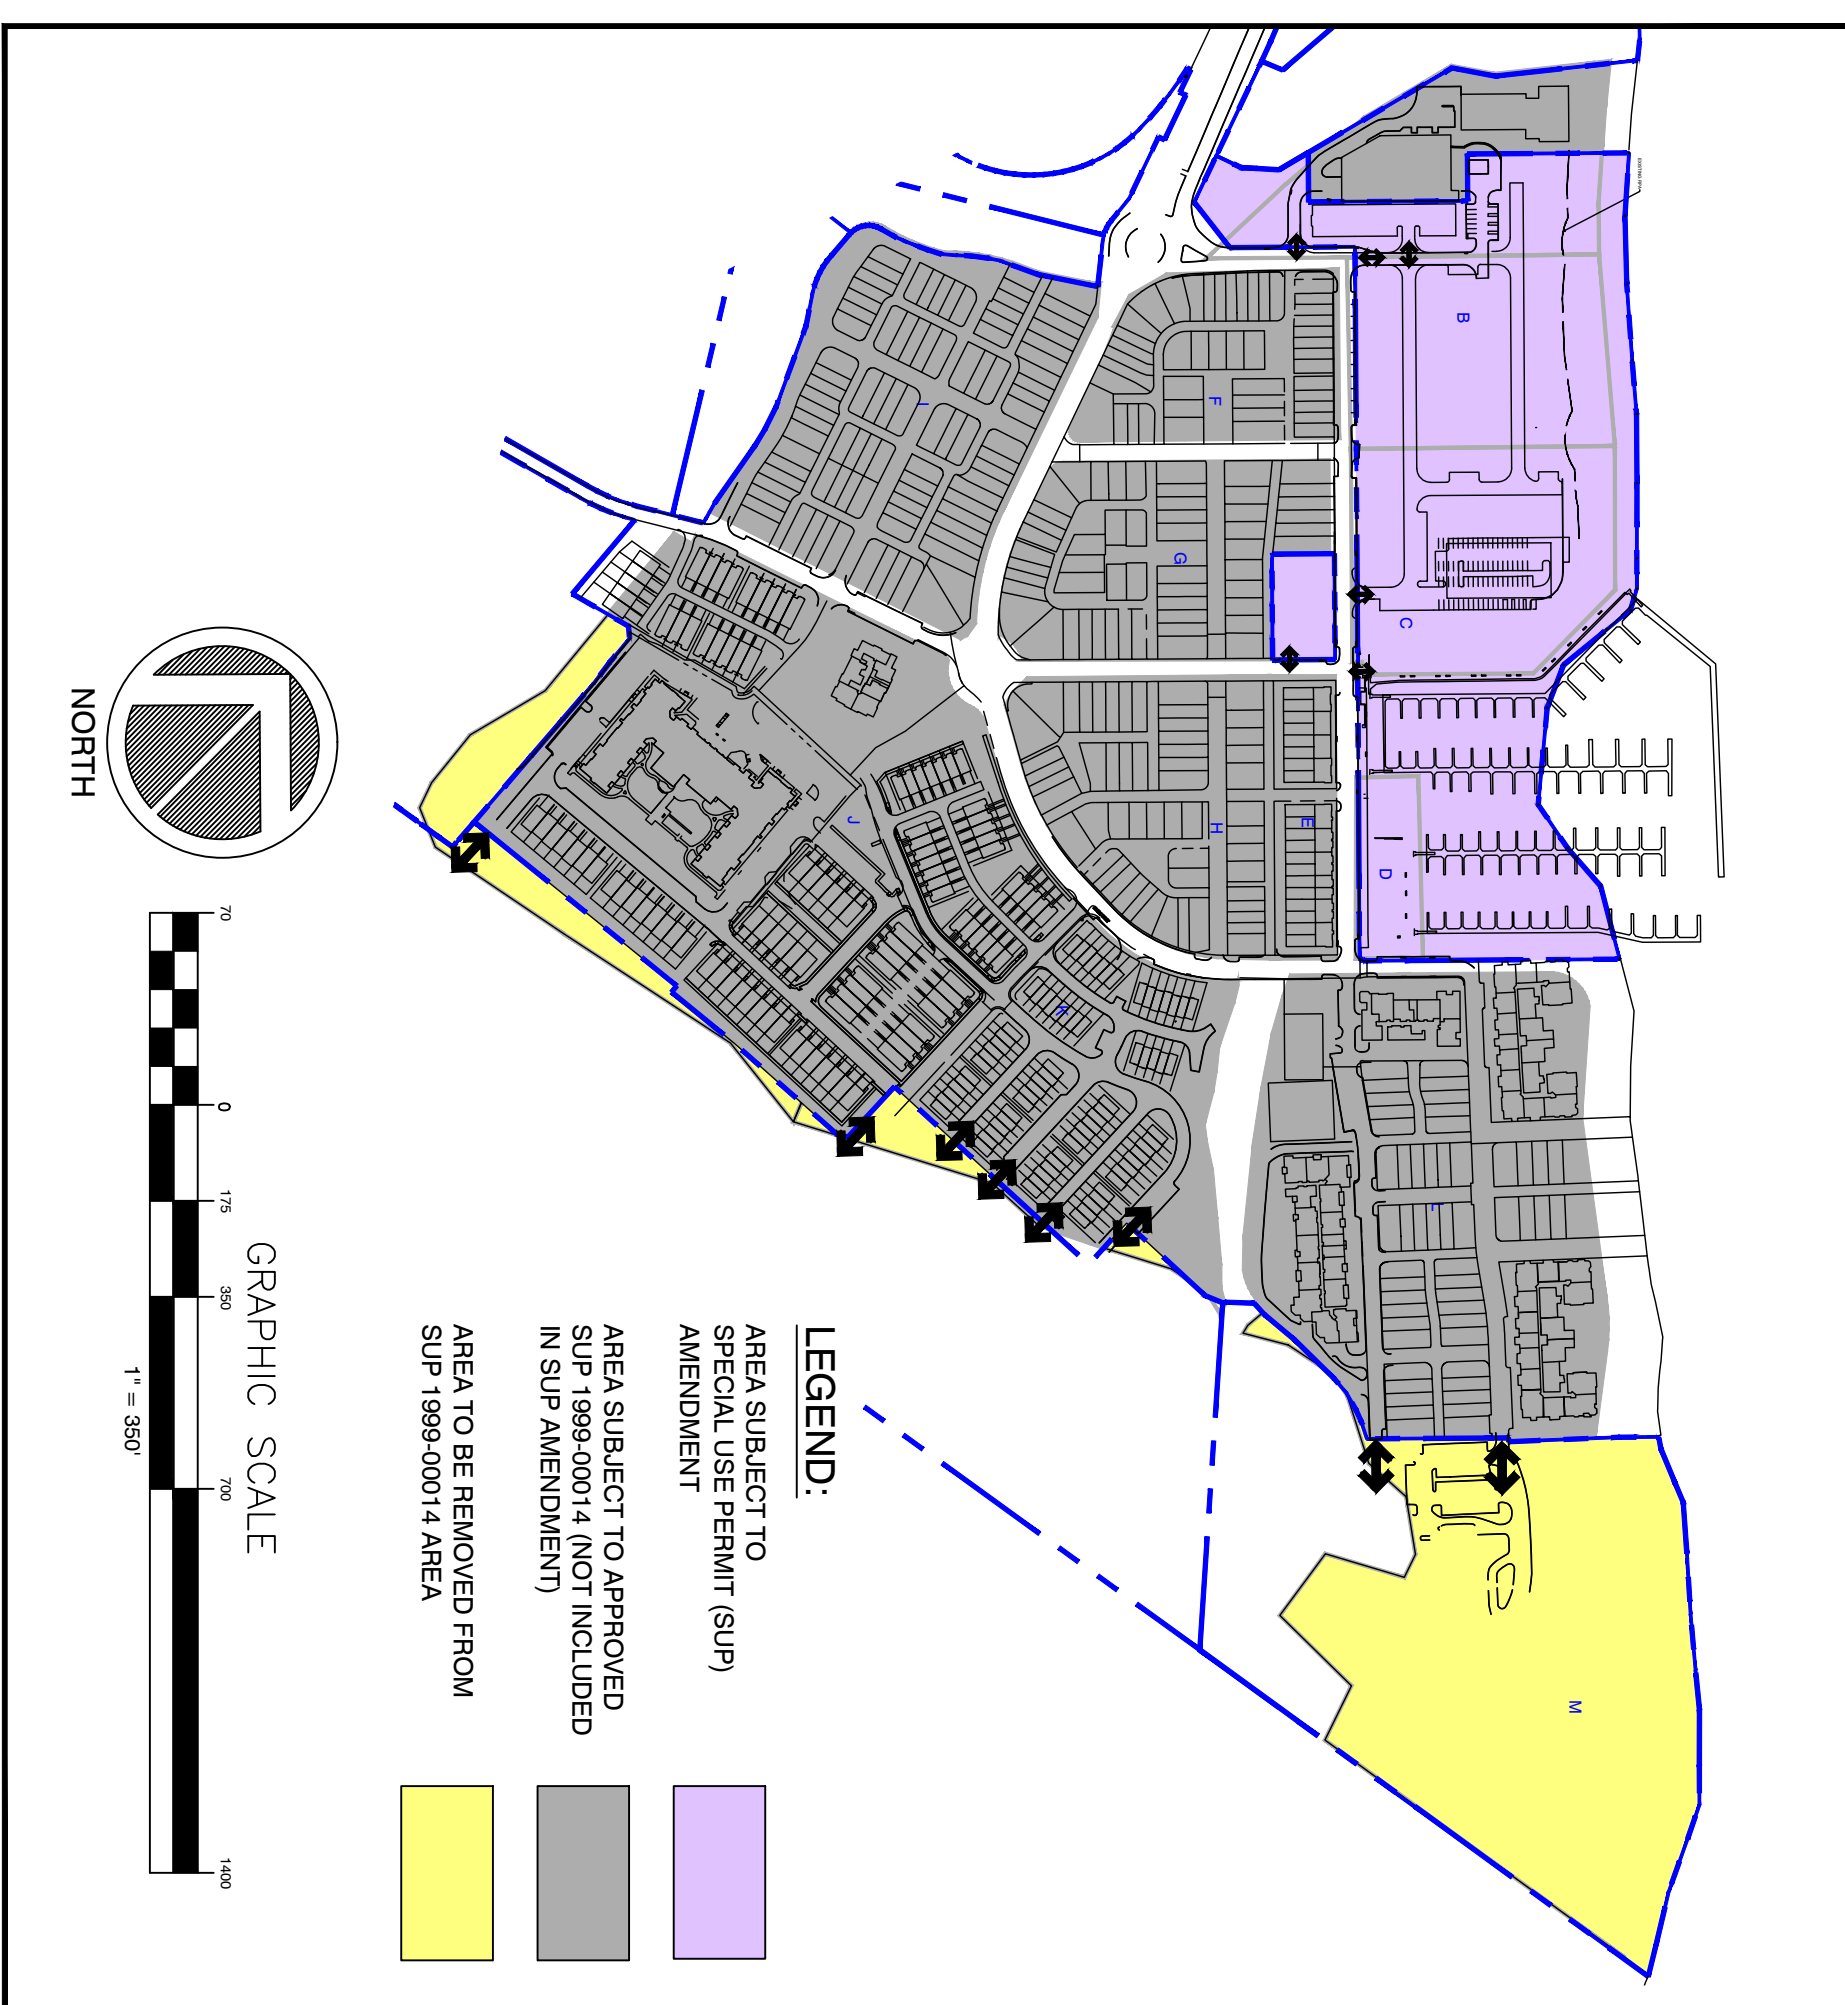 LEGEND:
AREA SUBJECT TO
SPECIAL USE PERMIT (SUP)
AMENDMENT
AREA SUBJECT TO APPROVED
SUP 1999-00014 (NOT INCLUDED
IN SUP AMENDMENT)
AREA TO BE REMOVED FROM
SUP 1999-00014 AREA
GRAPHIC SCALE
70
0
175
350
700
1400
1" = 350'
NORTH
B
C
D
E
F
G
H
I
J
K
L
M